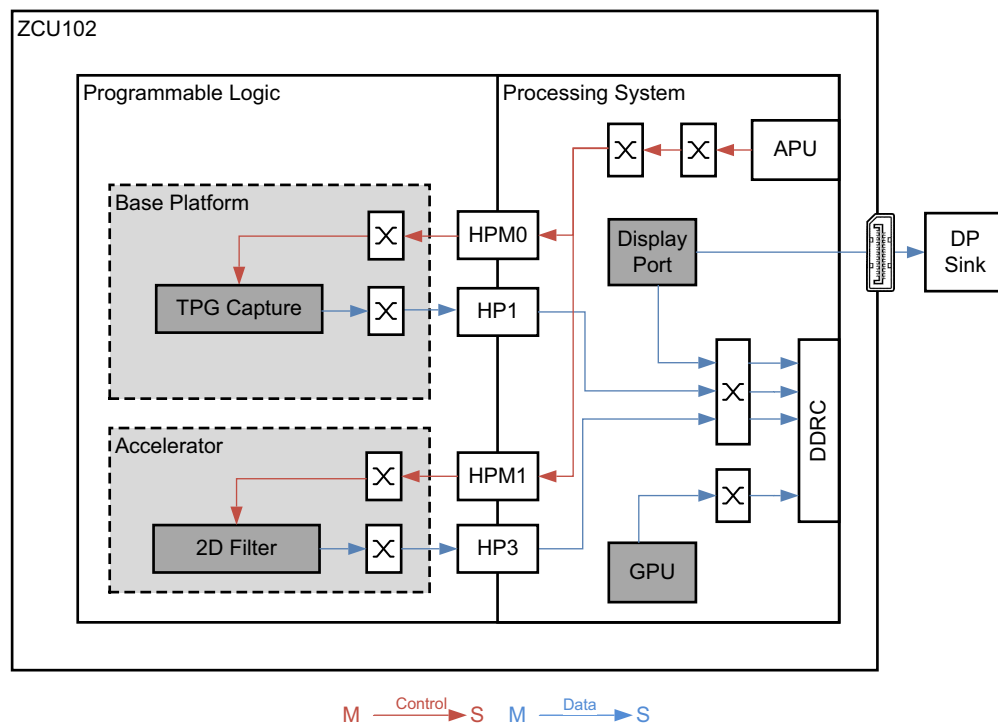 ZCU102
Programmable Logic
Processing System
APU
Base Platform
HPM0
Display
Port
DP
Sink
TPG Capture
HP1
DDRC
Accelerator
HPM1
2D Filter
HP3
GPU
M Control S M Data S